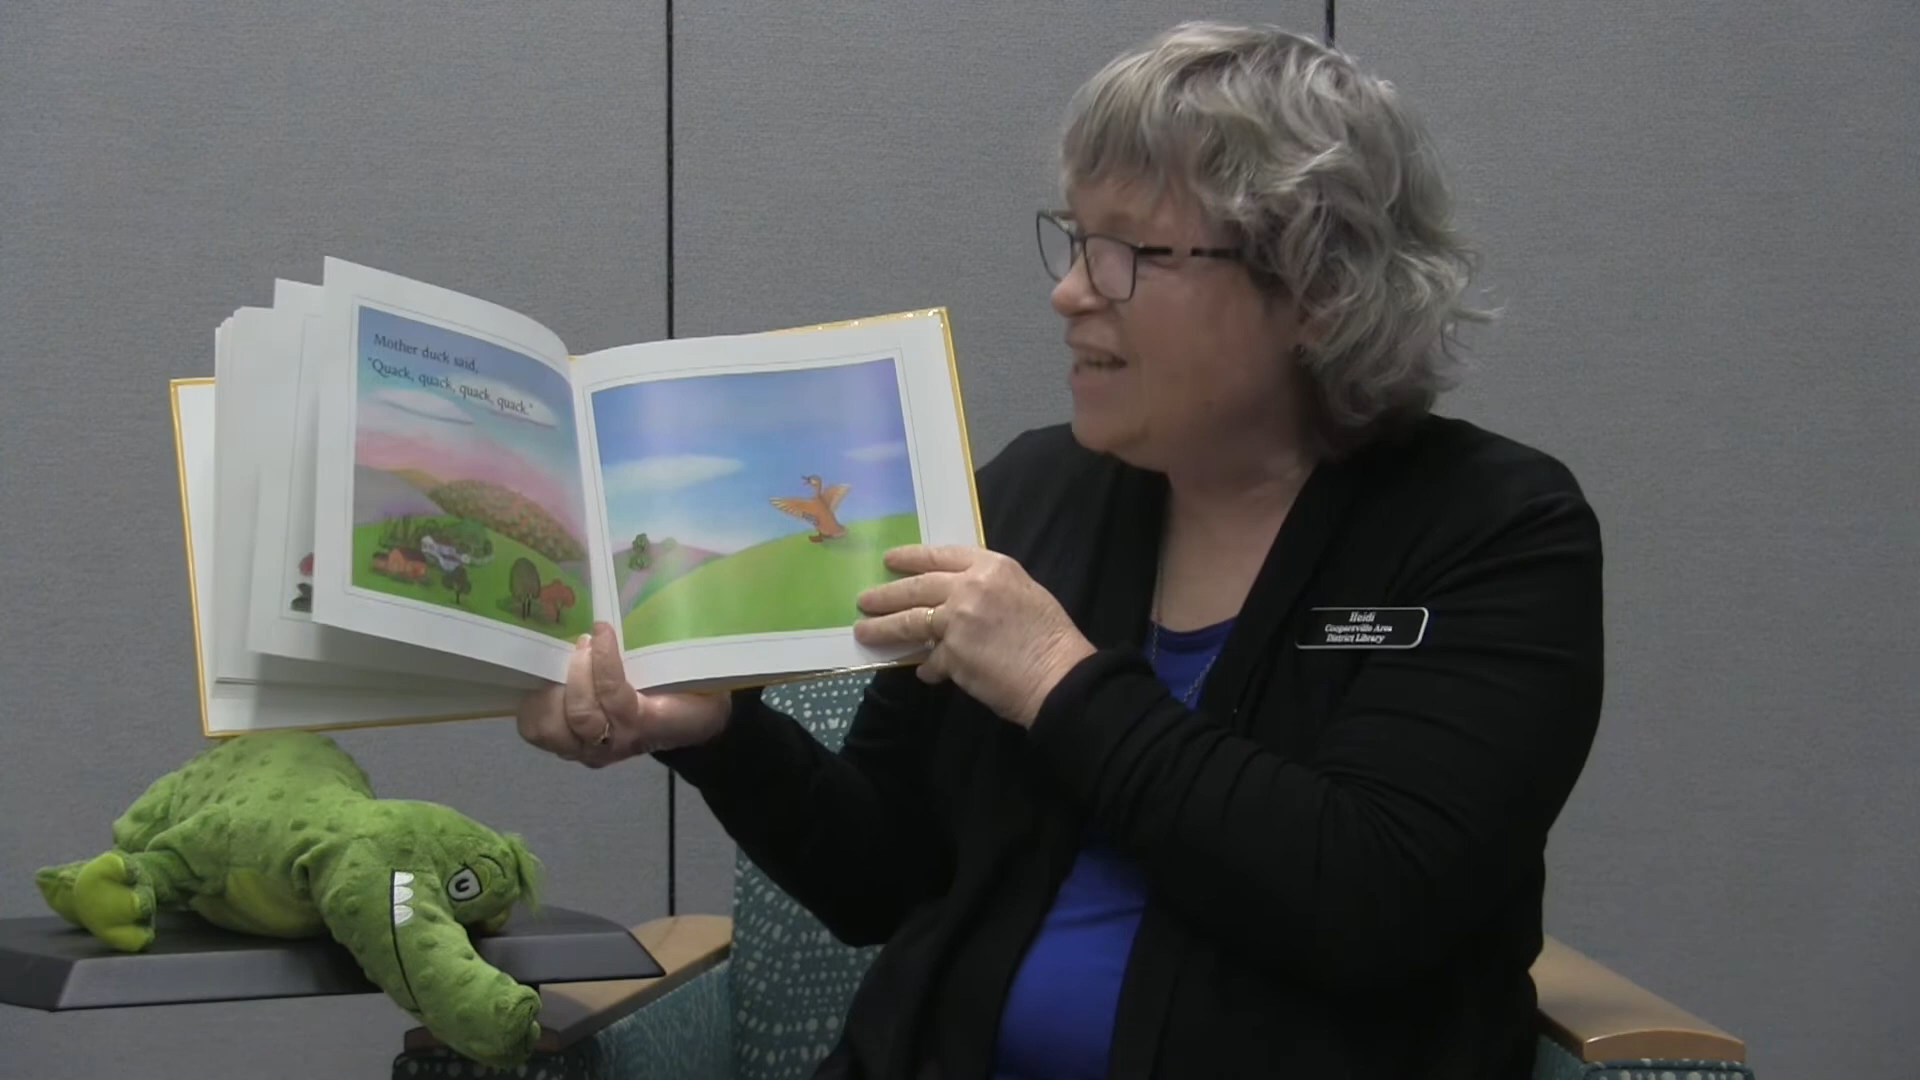 Mother duck said,
"Quack, quack, quack, quack."
Heidi
Coopersville Area
District Library